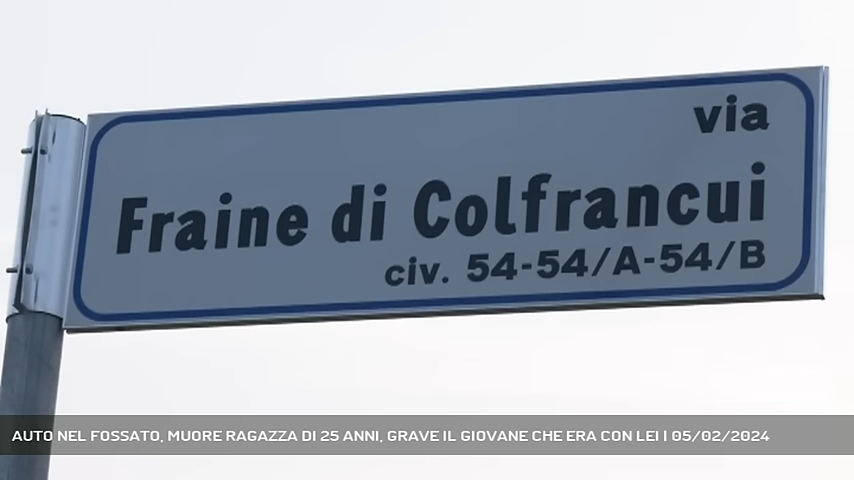 via
Fraine di Colfrancui
civ. 54-54/A-54/B
AUTO NEL FOSSATO, MUORE RAGAZZA DI 25 ANNI, GRAVE IL GIOVANE CHE ERA CON LEI | 05/02/2024